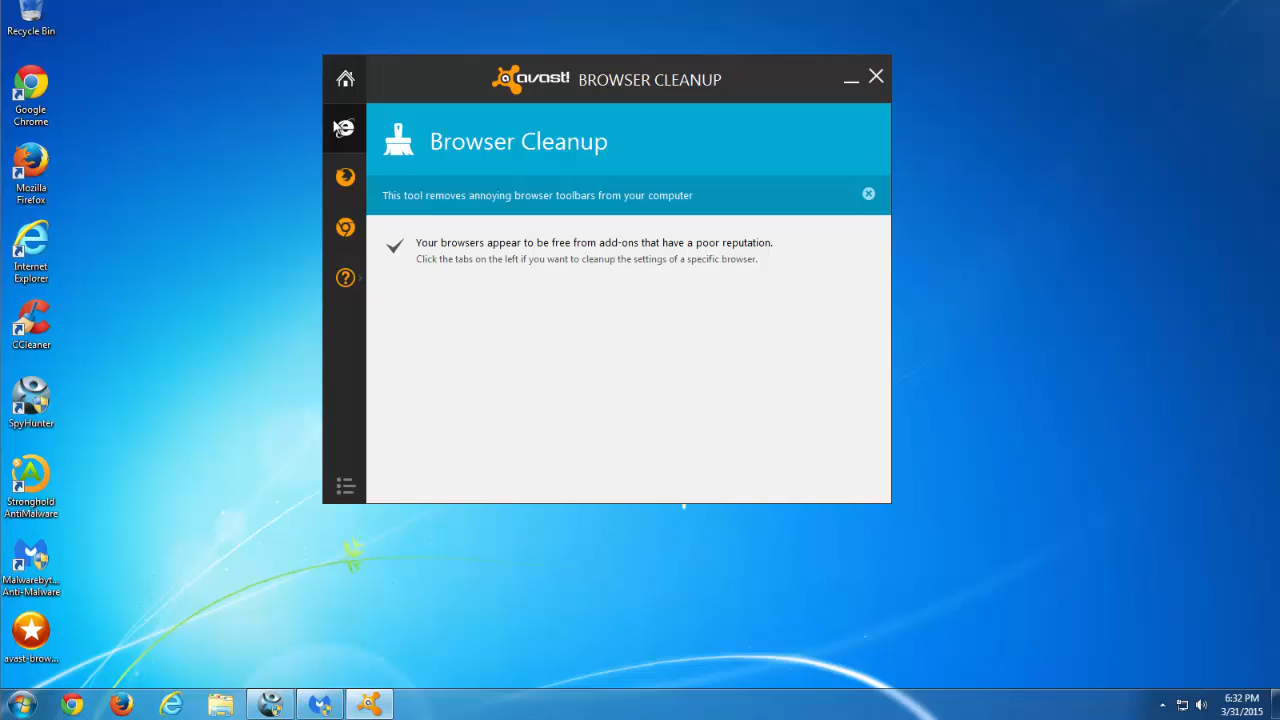 Recycle Bin
Google
Chrome
Mozilla
Firefox
Internet
Explorer
CCleaner
SpyHunter
Stronghold
AntiMalware
Malwareby...
Anti-Malware
avast-brow...
avast! BROWSER CLEANUP
Browser Cleanup
This tool removes annoying browser toolbars from your computer
Your browsers appear to be free from add-ons that have a poor reputation.
Click the tabs on the left if you want to cleanup the settings of a specific browser.
6:32 PM
3/31/2015